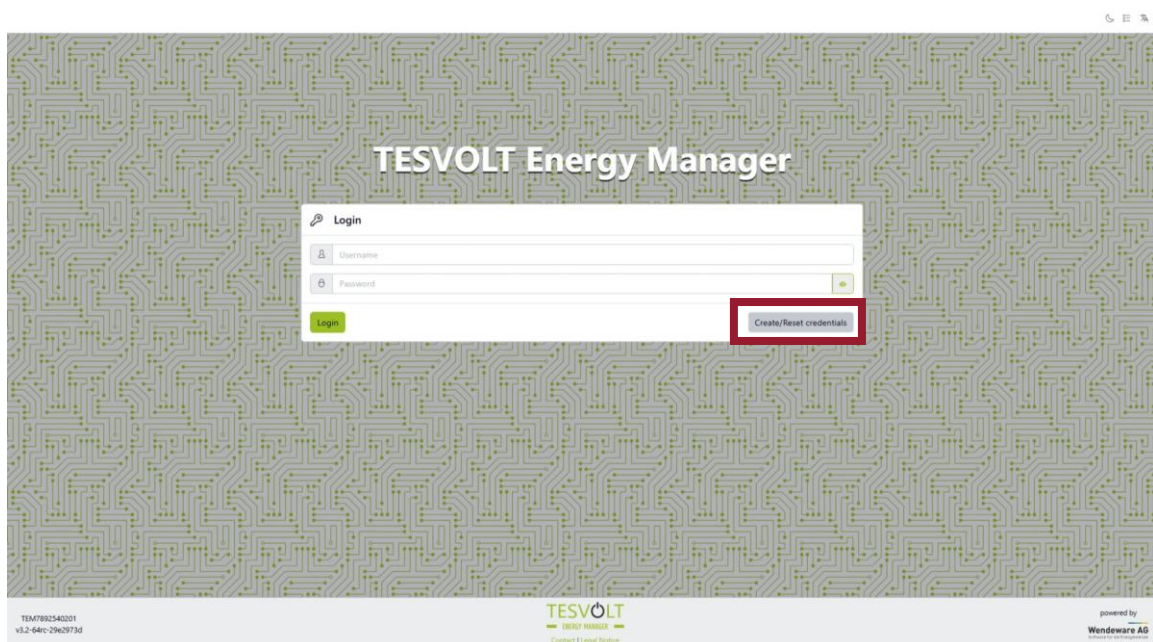 TESVOLT Energy Manager
Login
Username
Password
Login
Create/Reset credentials
TEM7892540201
v3.2-64rc-29e2973d
TESVOLT
ENERGY MANAGER
Contact | Legal Notice
powered by
Wendeware AG